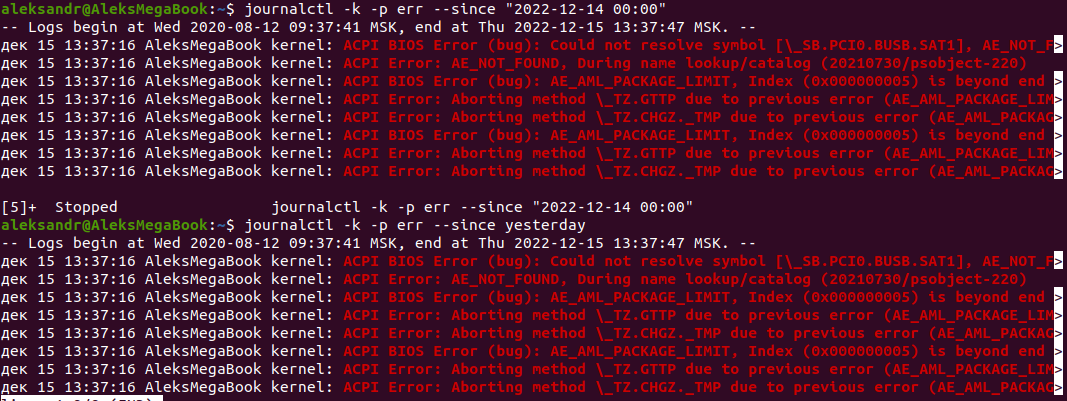 aleksandr@AleksMegaBook:~$ journalctl -k -p err --since "2022-12-14 00:00"
-- Logs begin at Wed 2020-08-12 09:37:41 MSK, end at Thu 2022-12-15 13:37:47 MSK. --
дек 15 13:37:16 AleksMegaBook kernel: ACPI BIOS Error (bug): Could not resolve symbol [\_SB.PCI0.BUSB.SAT1], AE_NOT_F>
дек 15 13:37:16 AleksMegaBook kernel: ACPI Error: AE_NOT_FOUND, During name lookup/catalog (20210730/psobject-220)
дек 15 13:37:16 AleksMegaBook kernel: ACPI BIOS Error (bug): AE_AML_PACKAGE_LIMIT, Index (0x000000005) is beyond end >
дек 15 13:37:16 AleksMegaBook kernel: ACPI Error: Aborting method \_TZ.GTTP due to previous error (AE_AML_PACKAGE_LIM>
дек 15 13:37:16 AleksMegaBook kernel: ACPI Error: Aborting method \_TZ.CHGZ._TMP due to previous error (AE_AML_PACKAG>
дек 15 13:37:16 AleksMegaBook kernel: ACPI BIOS Error (bug): AE_AML_PACKAGE_LIMIT, Index (0x000000005) is beyond end >
дек 15 13:37:16 AleksMegaBook kernel: ACPI Error: Aborting method \_TZ.GTTP due to previous error (AE_AML_PACKAGE_LIM>
дек 15 13:37:16 AleksMegaBook kernel: ACPI Error: Aborting method \_TZ.CHGZ._TMP due to previous error (AE_AML_PACKAG>
[5]+  Stopped                 journalctl -k -p err --since "2022-12-14 00:00"
aleksandr@AleksMegaBook:~$ journalctl -k -p err --since yesterday
-- Logs begin at Wed 2020-08-12 09:37:41 MSK, end at Thu 2022-12-15 13:37:47 MSK. --
дек 15 13:37:16 AleksMegaBook kernel: ACPI BIOS Error (bug): Could not resolve symbol [\_SB.PCI0.BUSB.SAT1], AE_NOT_F>
дек 15 13:37:16 AleksMegaBook kernel: ACPI Error: AE_NOT_FOUND, During name lookup/catalog (20210730/psobject-220)
дек 15 13:37:16 AleksMegaBook kernel: ACPI BIOS Error (bug): AE_AML_PACKAGE_LIMIT, Index (0x000000005) is beyond end >
дек 15 13:37:16 AleksMegaBook kernel: ACPI Error: Aborting method \_TZ.GTTP due to previous error (AE_AML_PACKAGE_LIM>
дек 15 13:37:16 AleksMegaBook kernel: ACPI Error: Aborting method \_TZ.CHGZ._TMP due to previous error (AE_AML_PACKAG>
дек 15 13:37:16 AleksMegaBook kernel: ACPI BIOS Error (bug): AE_AML_PACKAGE_LIMIT, Index (0x000000005) is beyond end >
дек 15 13:37:16 AleksMegaBook kernel: ACPI Error: Aborting method \_TZ.GTTP due to previous error (AE_AML_PACKAGE_LIM>
дек 15 13:37:16 AleksMegaBook kernel: ACPI Error: Aborting method \_TZ.CHGZ._TMP due to previous error (AE_AML_PACKAG>